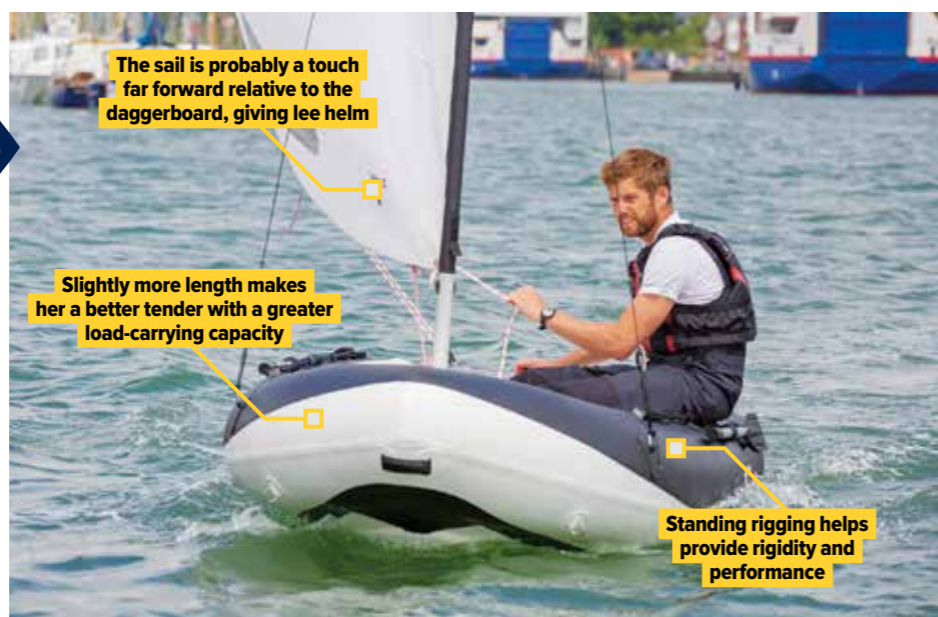 The sail is probably a touch
far forward relative to the
daggerboard, giving lee helm
Slightly more length makes
her a better tender with a greater
load-carrying capacity
Standing rigging helps
provide rigidity and
performance